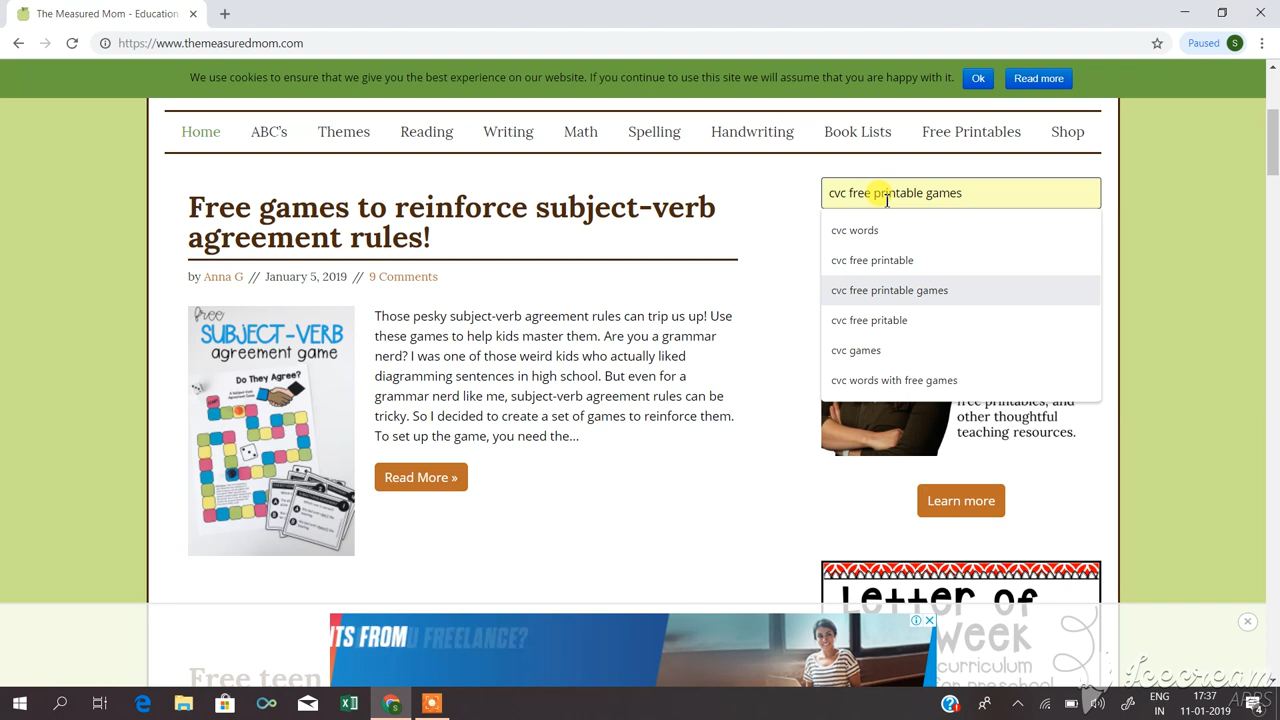 The Measured Mom - Education
https://www.themeasuredmom.com
Paused
S
We use cookies to ensure that we give you the best experience on our website. If you continue to use this site we will assume that you are happy with it.
Ok
Read more
Home
ABC's
Themes
Reading
Writing
Math
Spelling
Handwriting
Book Lists
Free Printables
Shop
Free games to reinforce subject-verb
agreement rules!
by Anna G // January 5, 2019 // 9 Comments
free
SUBJECT-VERB
agreement game
Do They Agree?
Those pesky subject-verb agreement rules can trip us up! Use
these games to help kids master them. Are you a grammar
nerd? I was one of those weird kids who actually liked
diagramming sentences in high school. But even for a
grammar nerd like me, subject-verb agreement rules can be
tricky. So I decided to create a set of games to reinforce them.
To set up the game, you need the...
Read More »
cvc free printable games
cvc words
cvc free printable
cvc free printable games
cvc free pritable
cvc games
cvc words with free games
free printables, and
other thoughtful
teaching resources.
Learn more
Letter of
week
curriculum
for preschool
Free teen
NTS FROM
U FREELANCE?
icecream
APPS
ENG
IN
17:37
11-01-2019
4